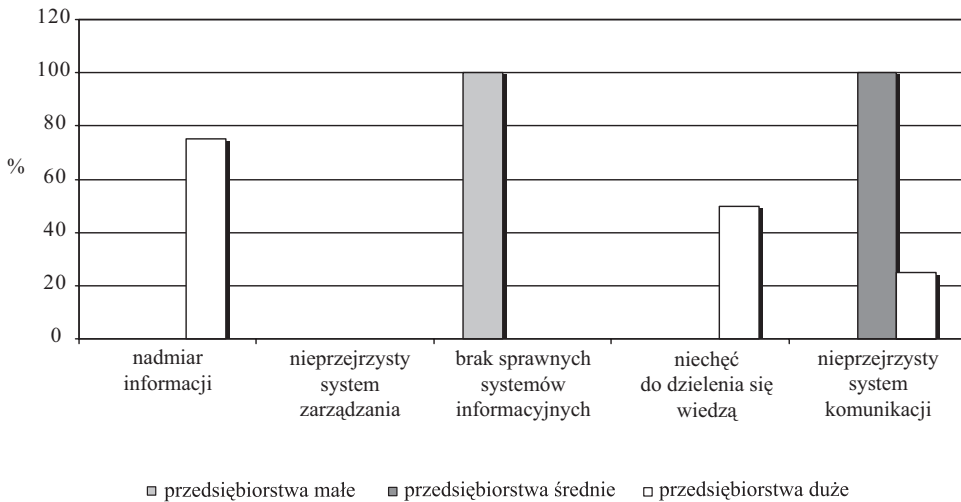 120
100
80
60
40
20
0
%
nadmiar
informacji
nieprzejrzysty
system
zarządzania
brak sprawnych
systemów
informacyjnych
niechęć
do dzielenia się
wiedzą
nieprzejrzysty
system
komunikacji
przedsiębiorstwa małe
przedsiębiorstwa średnie
przedsiębiorstwa duże